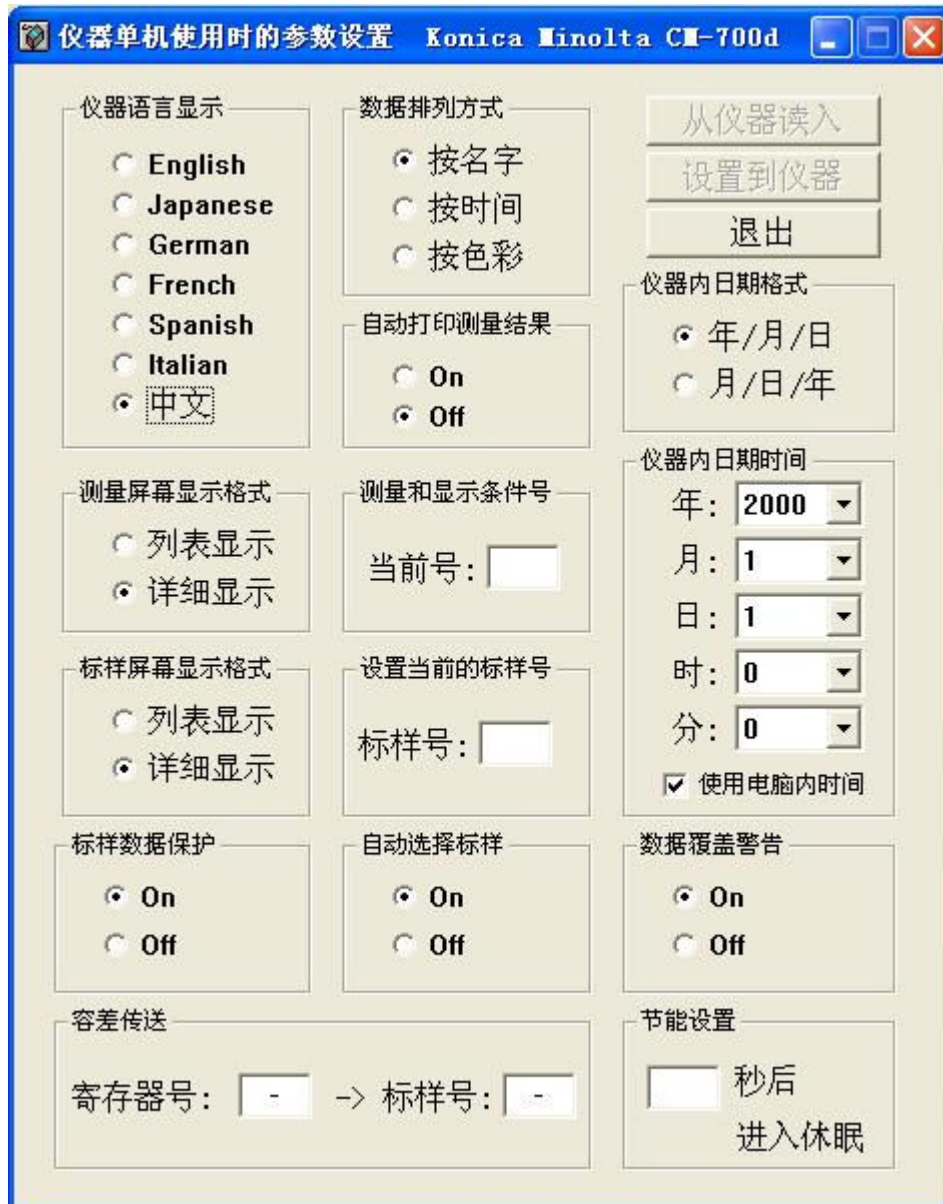 仪器单机使用时的参数设置 Konica Minolta CM-700d
仪器语言显示
English
Japanese
German
French
Spanish
Italian
中文
数据排列方式
按名字
按时间
按色彩
从仪器读入
设置到仪器
退出
自动打印测量结果
On
Off
仪器内日期格式
年/月/日
月/日/年
测量屏幕显示格式
列表显示
详细显示
测量和显示条件号
当前号:
仪器内日期时间
年: 2000
月: 1
日: 1
时: 0
分: 0
使用电脑内时间
标样屏幕显示格式
列表显示
详细显示
设置当前的标样号
标样号:
标样数据保护
On
Off
自动选择标样
On
Off
数据覆盖警告
On
Off
容差传送
寄存器号: - -> 标样号: -
节能设置
秒后
进入休眠